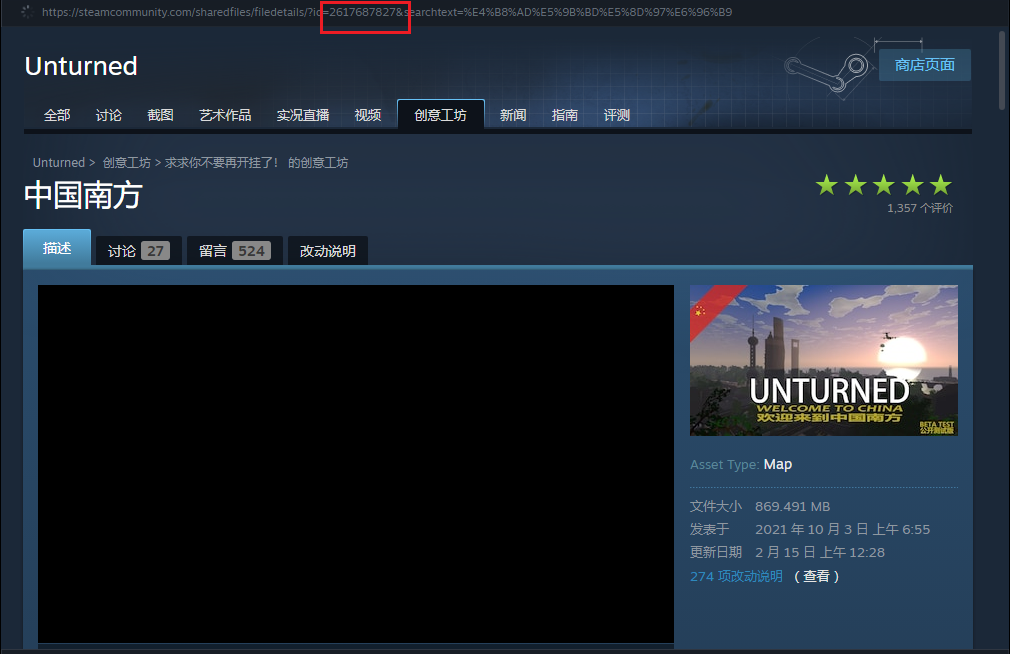 https://steamcommunity.com/sharedfiles/filedetails/?id=2617687827&searchtext=%E4%B8%AD%E5%9B%BD%E5%8D%97%E6%96%B9
Unturned
商店页面
全部 讨论 截图 艺术作品 实况直播 视频 创意工坊 新闻 指南 评测
Unturned > 创意工坊 > 求求你不要再开挂了！ 的创意工坊
中国南方
1,357 个评价
描述 讨论 27 留言 524 改动说明
UNTURNED
WELCOME TO CHINA
欢迎来到中国南方
BETA TEST
公开测试版
Asset Type: Map
文件大小 869.491 MB
发表于 2021 年 10 月 3 日 上午 6:55
更新日期 2 月 15 日 上午 12:28
274 项改动说明 （ 查看 ）